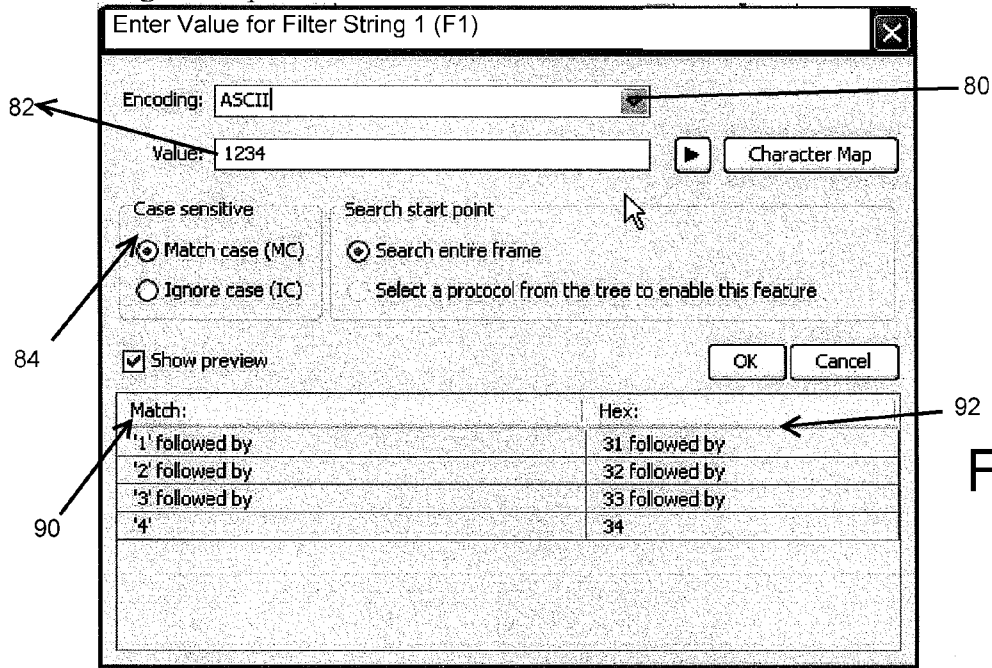 Enter Value for Filter String 1 (F1)
Encoding: ASCII
80
82
Value: 1234
Character Map
Case sensitive
Search start point
Match case (MC)
Search entire frame
Ignore case (IC)
Select a protocol from the tree to enable this feature
84
Show preview
OK
Cancel
Match:
Hex:
92
'1' followed by
31 followed by
'2' followed by
32 followed by
'3' followed by
33 followed by
'4'
34
90
F